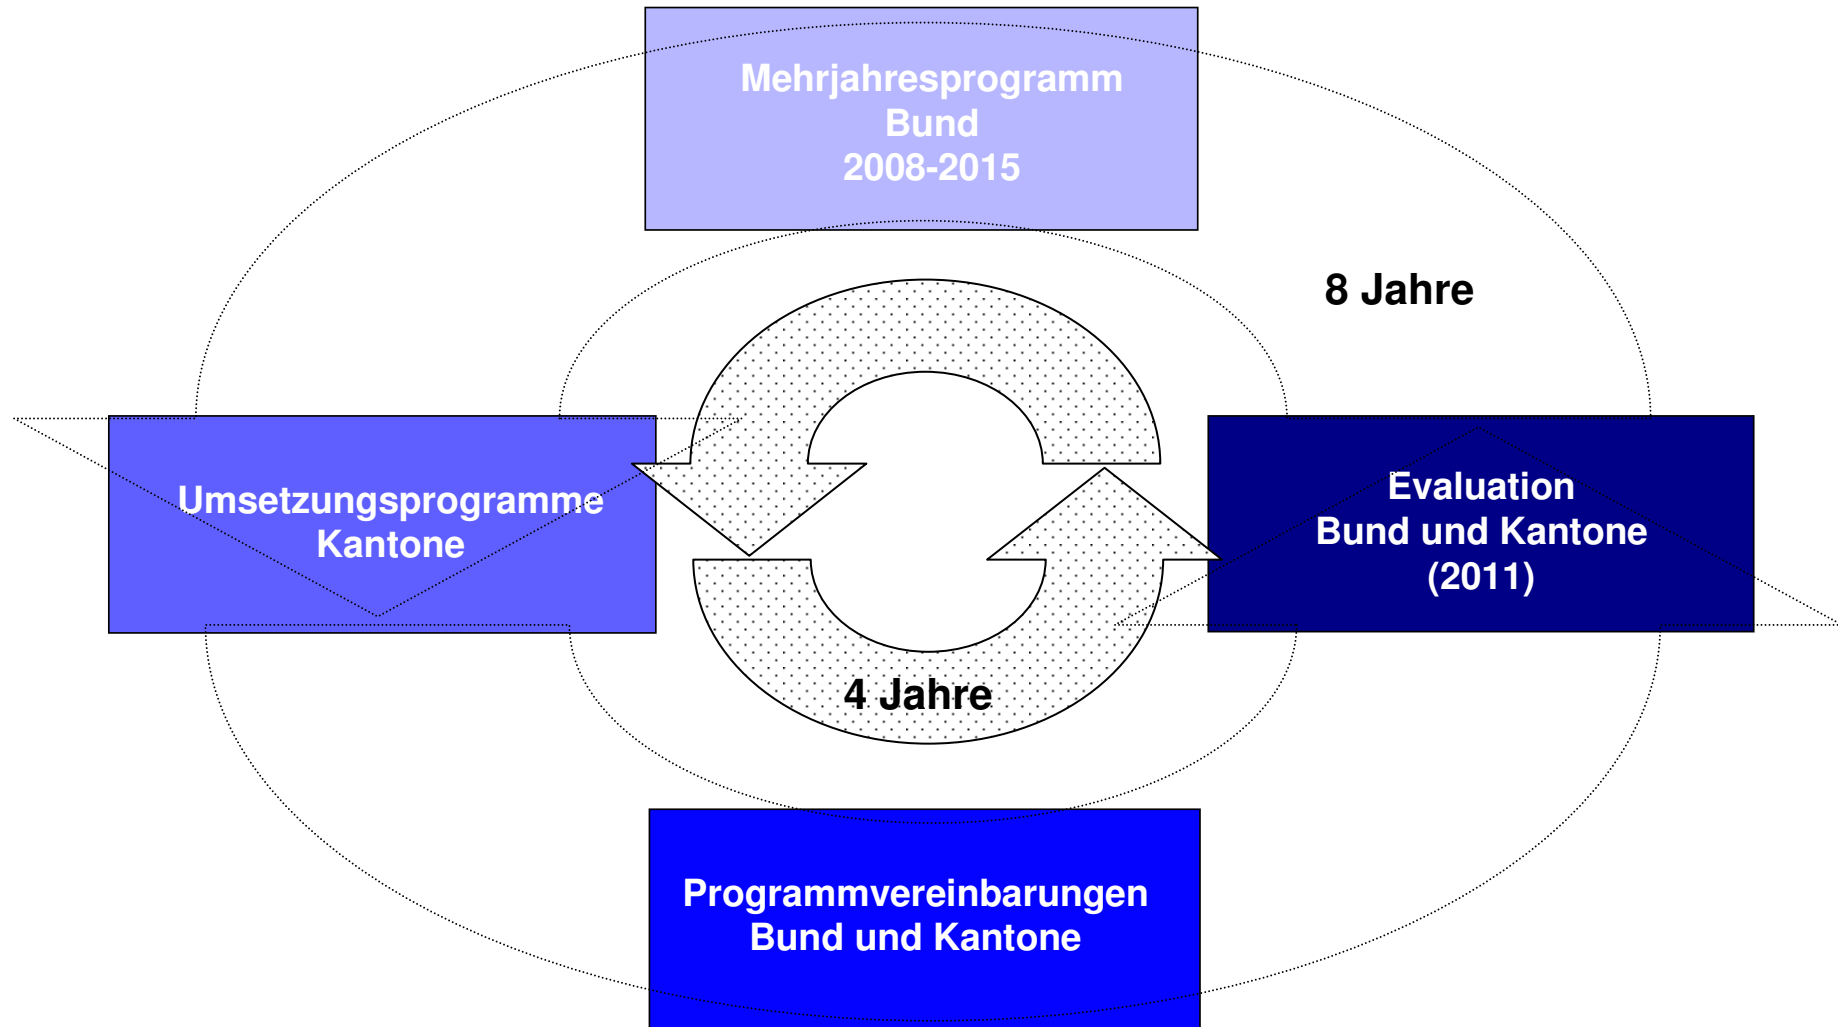 Mehrjahresprogramm
Bund
2008-2015
8 Jahre
Umsetzungsprogramme
Kantone
Evaluation
Bund und Kantone
(2011)
4 Jahre
Programmvereinbarungen
Bund und Kantone